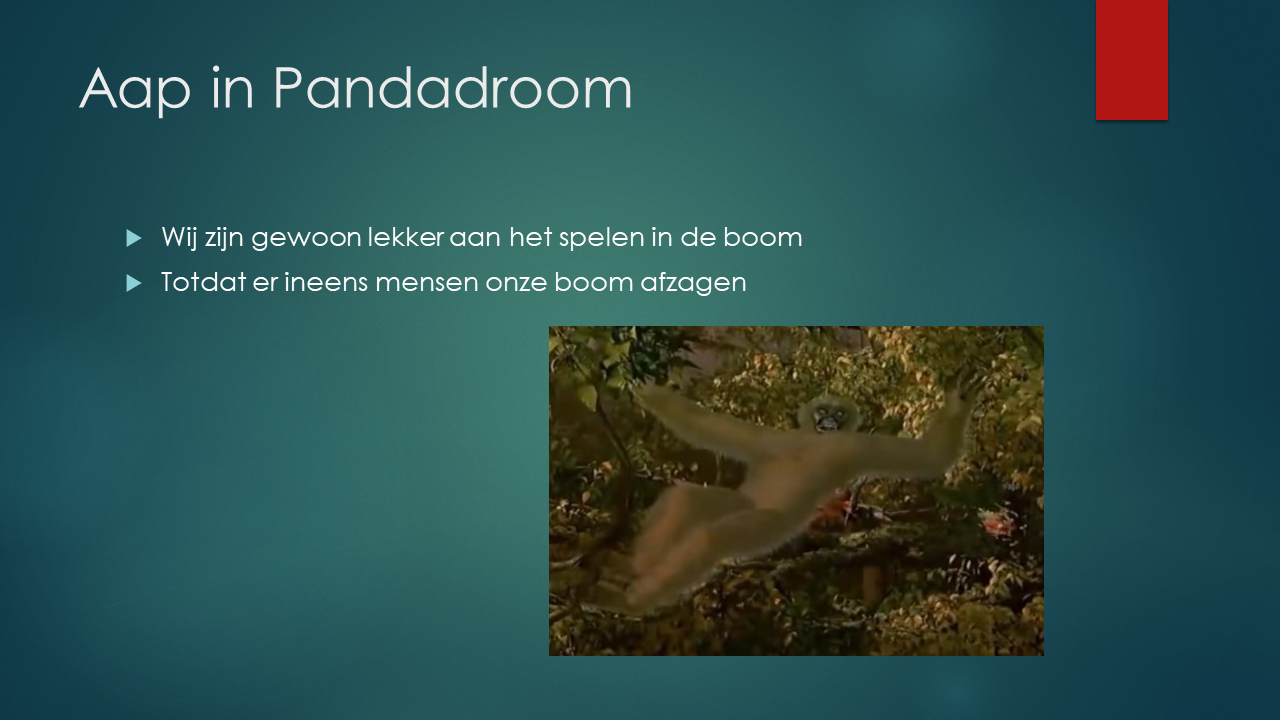 Aap in Pandadroom
Wij zijn gewoon lekker aan het spelen in de boom
Totdat er ineens mensen onze boom afzagen